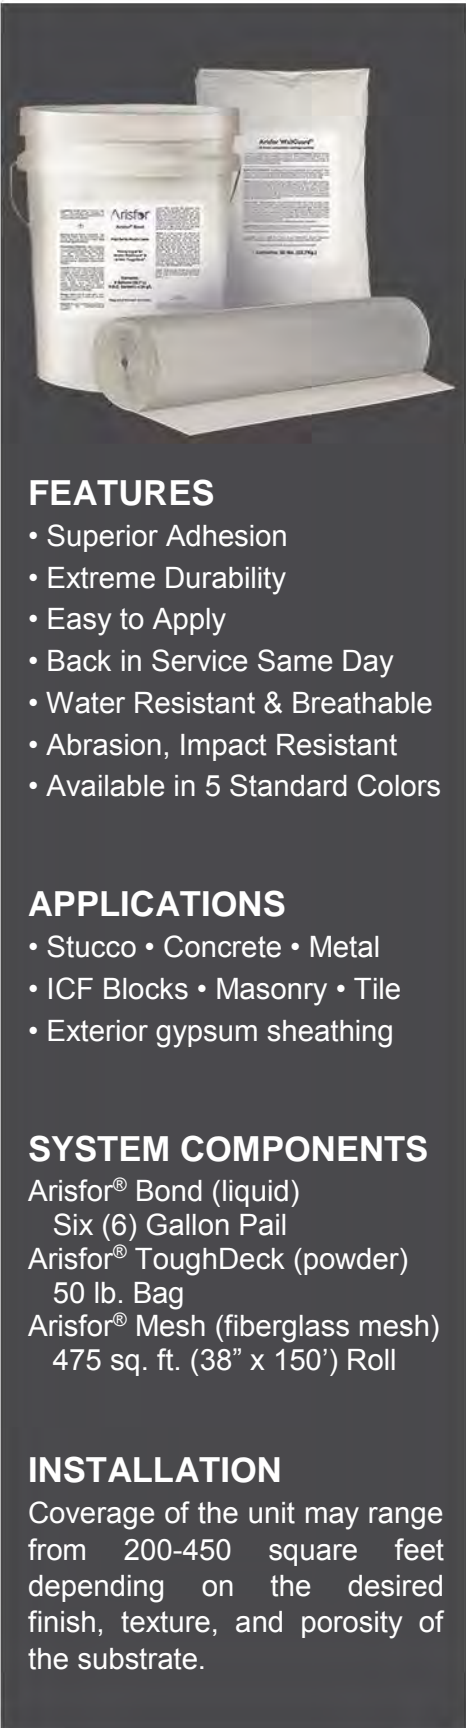 Arisfor
Arisfor® Bond
Arisfor WallGuard®
FEATURES
• Superior Adhesion
• Extreme Durability
• Easy to Apply
• Back in Service Same Day
• Water Resistant & Breathable
• Abrasion, Impact Resistant
• Available in 5 Standard Colors
APPLICATIONS
• Stucco • Concrete • Metal
• ICF Blocks • Masonry • Tile
• Exterior gypsum sheathing
SYSTEM COMPONENTS
Arisfor® Bond (liquid)
Six (6) Gallon Pail
Arisfor® ToughDeck (powder)
50 lb. Bag
Arisfor® Mesh (fiberglass mesh)
475 sq. ft. (38” x 150’) Roll
INSTALLATION
Coverage of the unit may range
from 200-450 square feet
depending on the desired
finish, texture, and porosity of
the substrate.